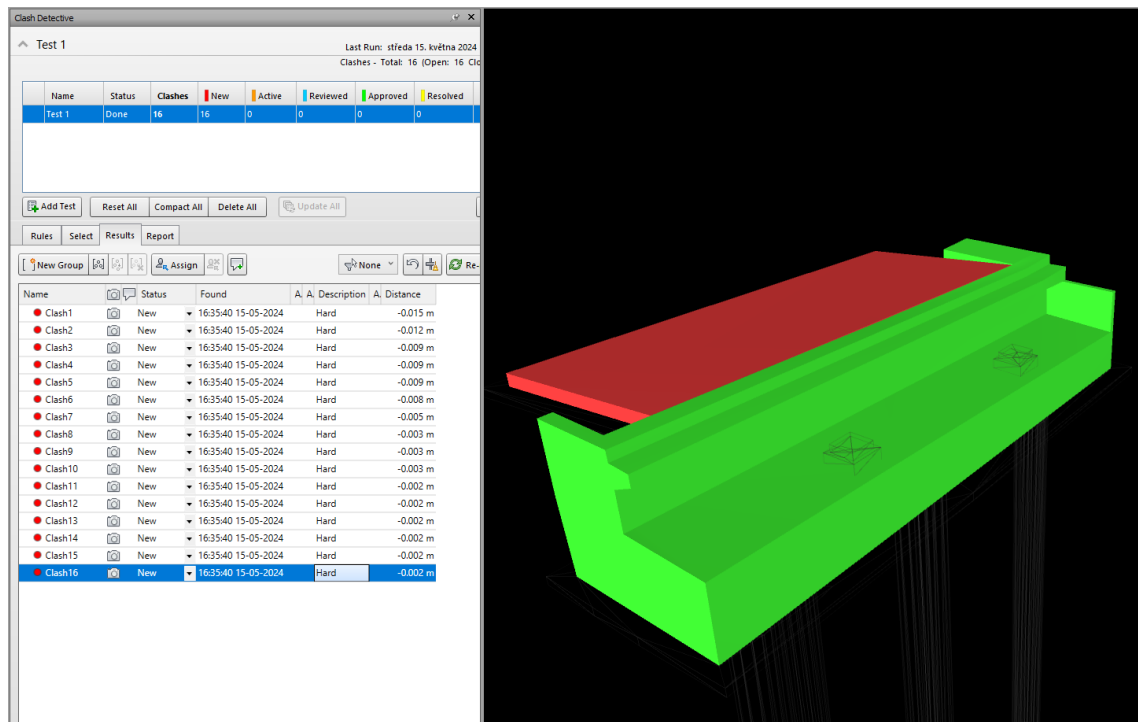 Clash Detective
Test 1
Last Run: středa 15. května 2024
Clashes - Total: 16 (Open: 16 Clo
Name Status Clashes New Active Reviewed Approved Resolved
Test 1 Done 16 16 0 0 0 0
Add Test Reset All Compact All Delete All Update All
Rules Select Results Report
New Group Assign None Re-
Name Status Found A. A. Description A. Distance
Clash1 New 16:35:40 15-05-2024 Hard -0.015 m
Clash2 New 16:35:40 15-05-2024 Hard -0.012 m
Clash3 New 16:35:40 15-05-2024 Hard -0.009 m
Clash4 New 16:35:40 15-05-2024 Hard -0.009 m
Clash5 New 16:35:40 15-05-2024 Hard -0.009 m
Clash6 New 16:35:40 15-05-2024 Hard -0.008 m
Clash7 New 16:35:40 15-05-2024 Hard -0.005 m
Clash8 New 16:35:40 15-05-2024 Hard -0.003 m
Clash9 New 16:35:40 15-05-2024 Hard -0.003 m
Clash10 New 16:35:40 15-05-2024 Hard -0.003 m
Clash11 New 16:35:40 15-05-2024 Hard -0.002 m
Clash12 New 16:35:40 15-05-2024 Hard -0.002 m
Clash13 New 16:35:40 15-05-2024 Hard -0.002 m
Clash14 New 16:35:40 15-05-2024 Hard -0.002 m
Clash15 New 16:35:40 15-05-2024 Hard -0.002 m
Clash16 New 16:35:40 15-05-2024 Hard -0.002 m